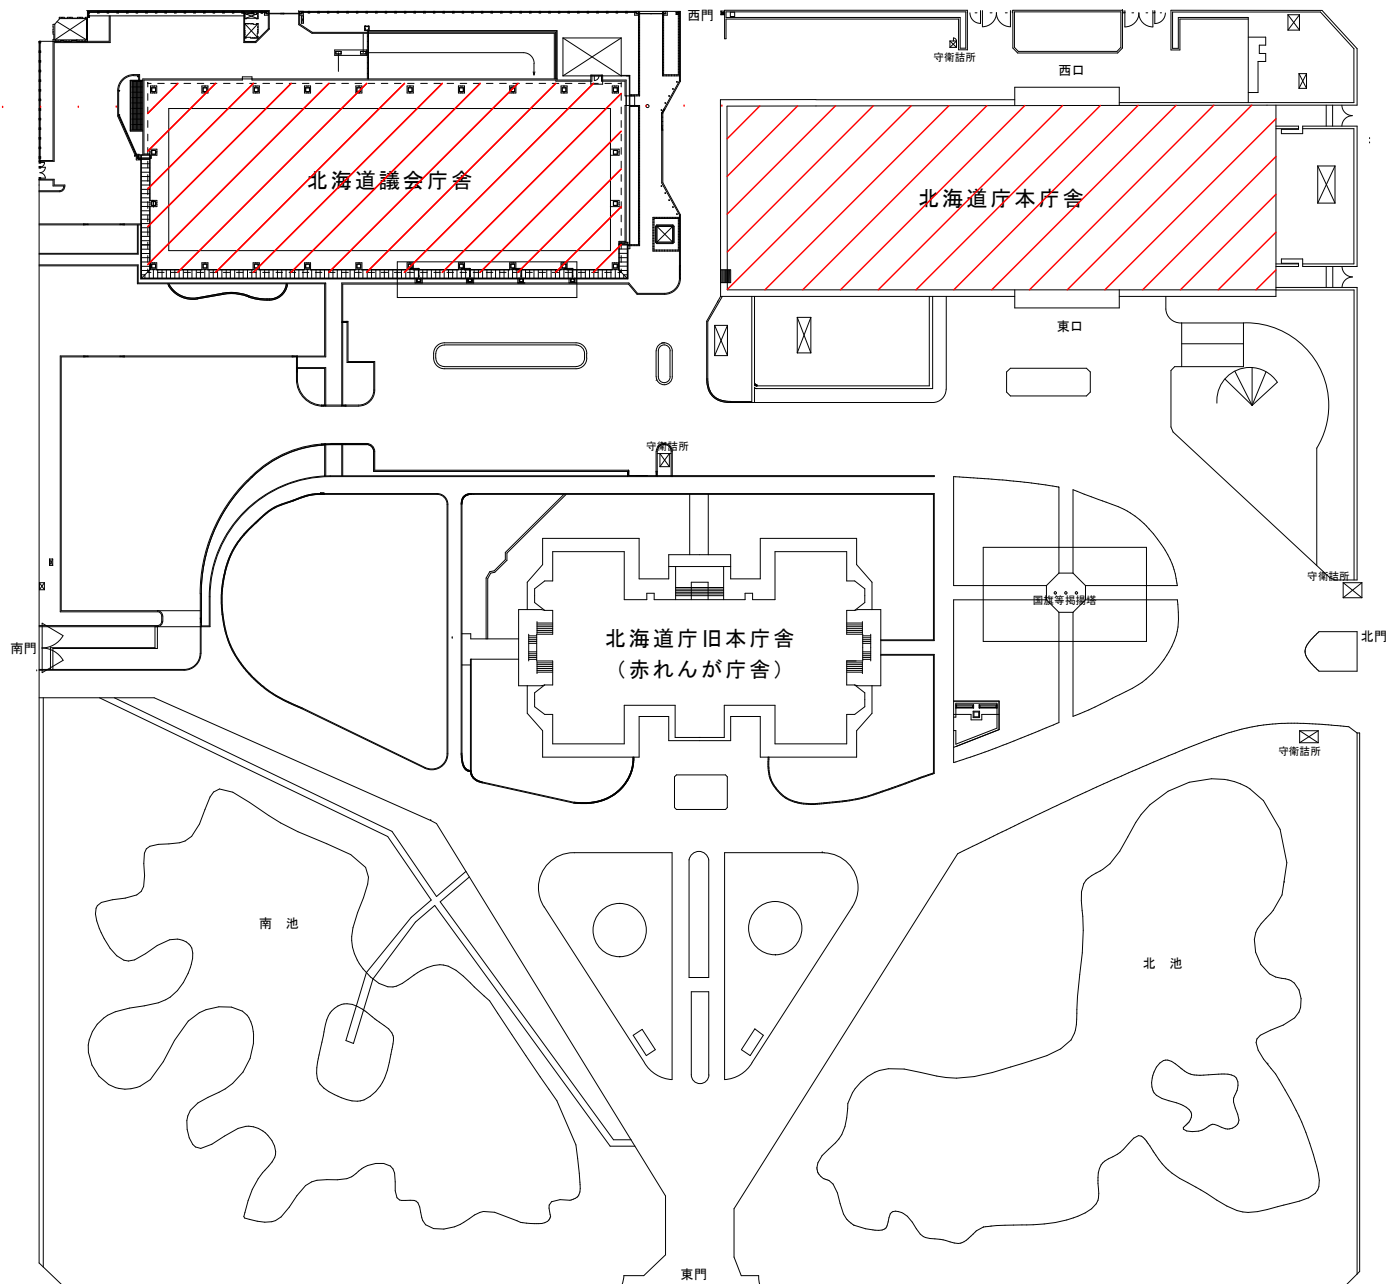 西門
守衛詰所
西口
北海道議会庁舎
北海道庁本庁舎
東口
守衛詰所
守衛詰所
国旗等掲揚塔
南門
北海道庁旧本庁舎
(赤れんが庁舎)
北門
守衛詰所
南 池
北 池
東門